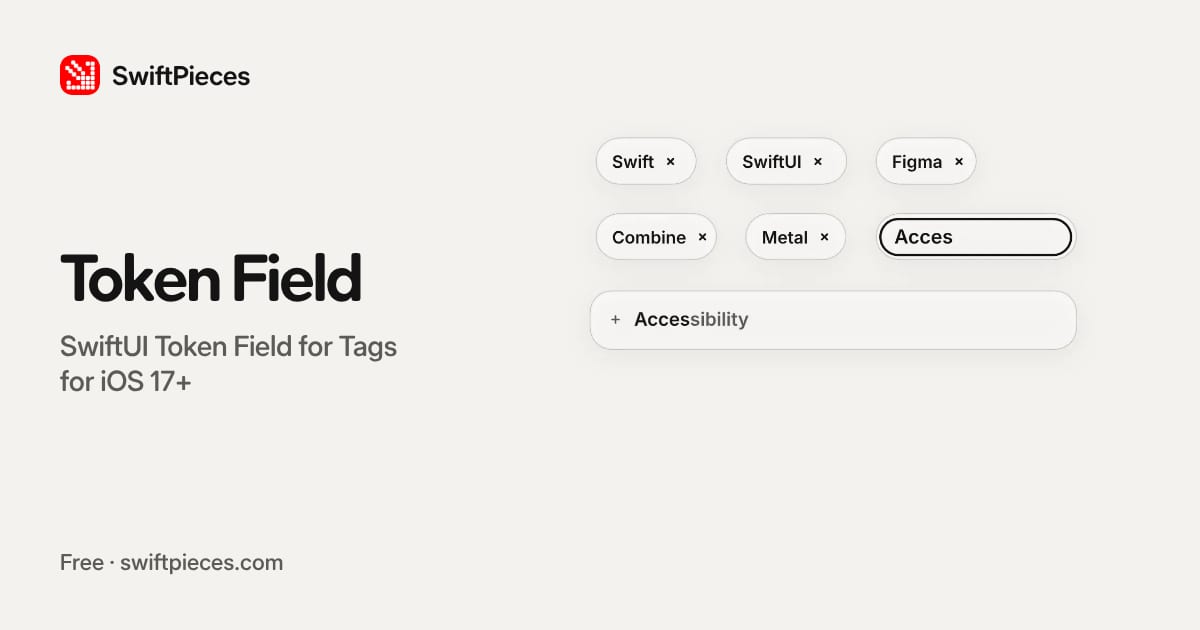 SwiftPieces
Token Field
SwiftUI Token Field for Tags
for iOS 17+
Free · swiftpieces.com
Swift × SwiftUI × Figma ×
Combine × Metal × Acces
+ Accessibility